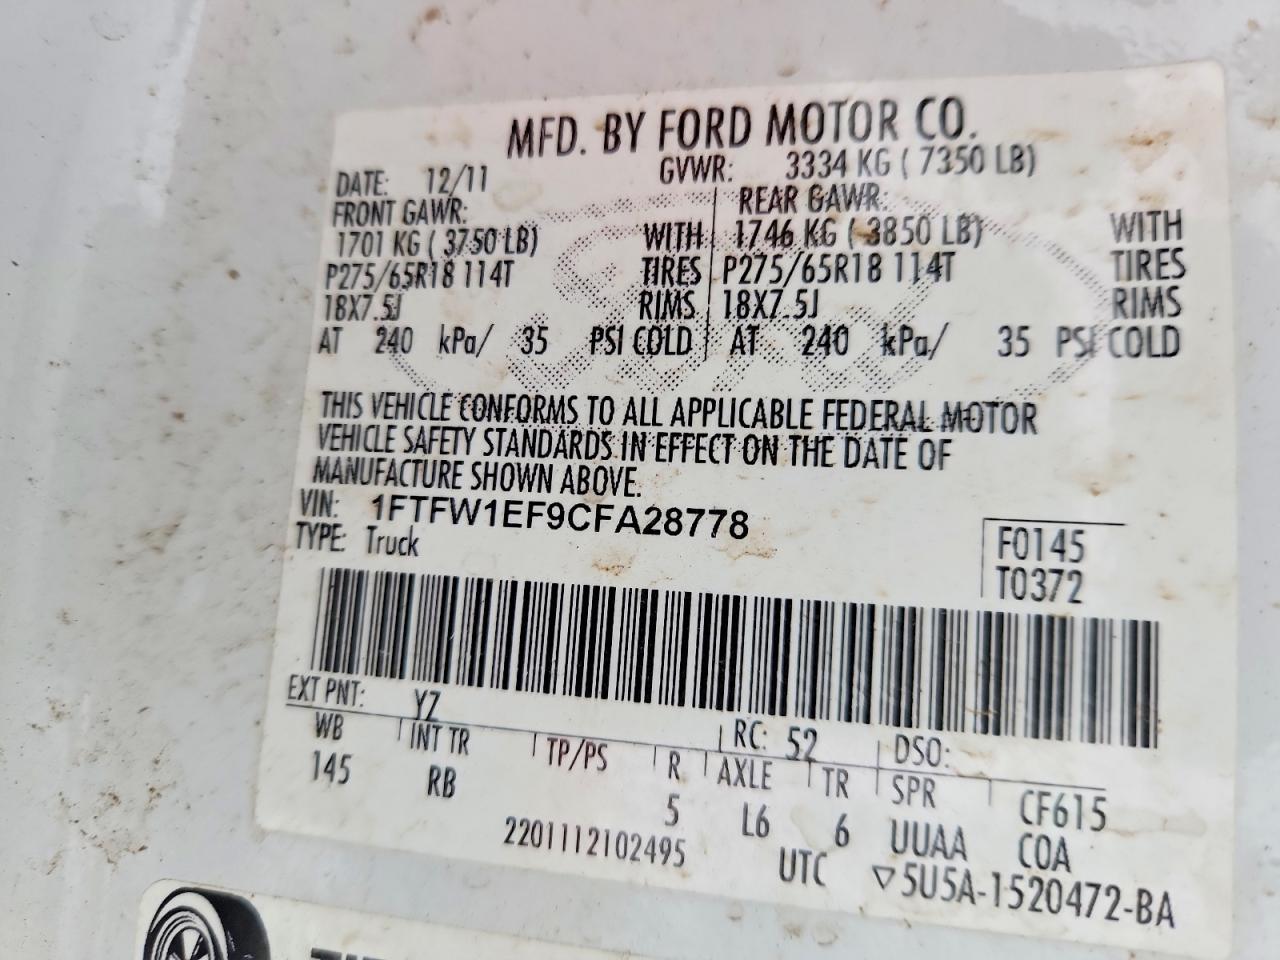 MFD. BY FORD MOTOR CO.
DATE: 12/11 GVWR: 3334 KG ( 7350 LB)
FRONT GAWR: REAR GAWR:
1701 KG ( 3750 LB) WITH 1746 KG ( 3850 LB) WITH
P275/65R18 114T TIRES P275/65R18 114T TIRES
18X7.5J RIMS 18X7.5J RIMS
AT 240 kPa/ 35 PSI COLD AT 240 kPa/ 35 PSI COLD
THIS VEHICLE CONFORMS TO ALL APPLICABLE FEDERAL MOTOR
VEHICLE SAFETY STANDARDS IN EFFECT ON THE DATE OF
MANUFACTURE SHOWN ABOVE.
VIN: 1FTFW1EF9CFA28778
TYPE: Truck
F0145
T0372
EXT PNT: YZ RC: 52 DSO:
WB INT TR TP/PS R AXLE TR SPR CF615
145 RB 5 L6 6 UUAA COA
2201112102495 UTC ▽5U5A-1520472-BA